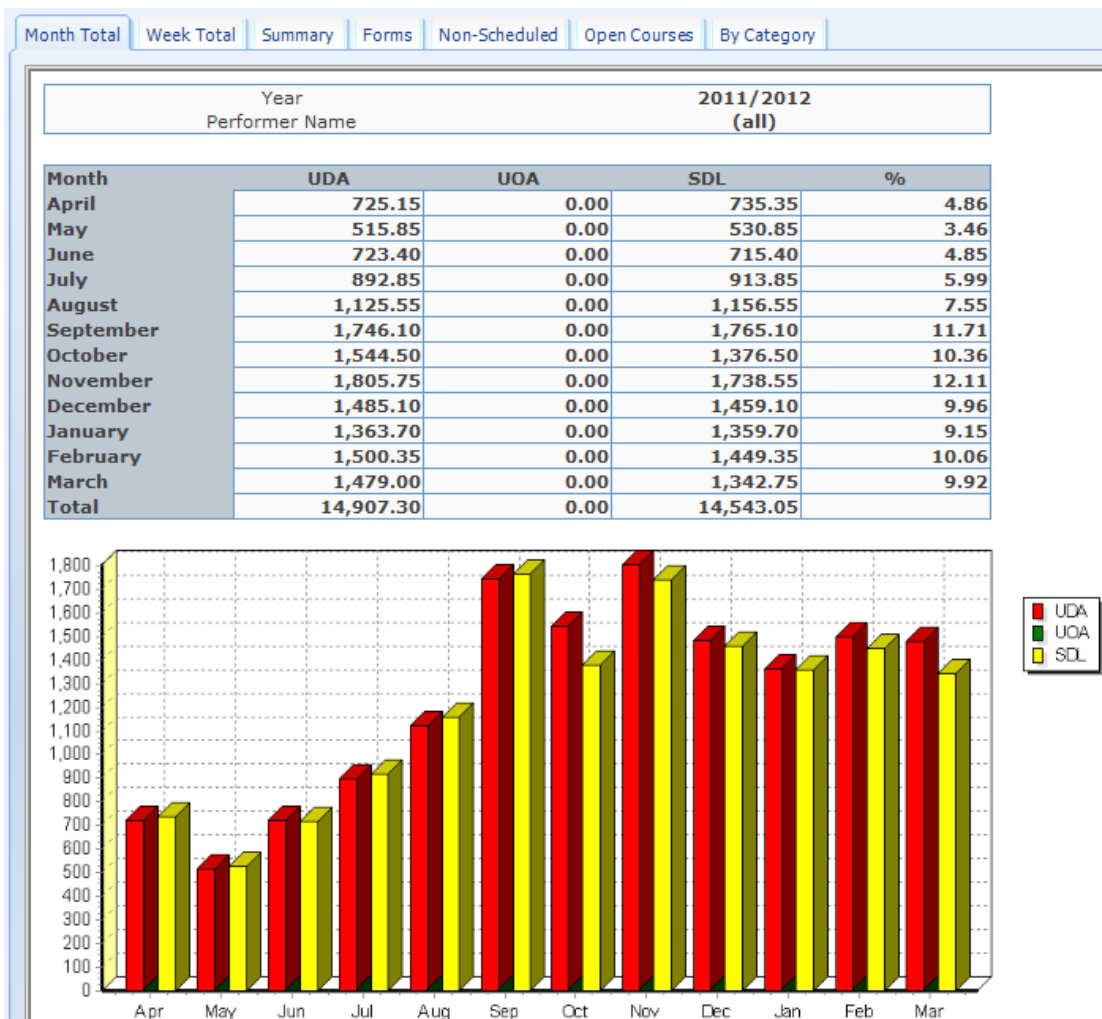 Month Total Week Total Summary Forms Non-Scheduled Open Courses By Category
Year 2011/2012
Performer Name (all)
Month UDA UOA SDL %
April 725.15 0.00 735.35 4.86
May 515.85 0.00 530.85 3.46
June 723.40 0.00 715.40 4.85
July 892.85 0.00 913.85 5.99
August 1,125.55 0.00 1,156.55 7.55
September 1,746.10 0.00 1,765.10 11.71
October 1,544.50 0.00 1,376.50 10.36
November 1,805.75 0.00 1,738.55 12.11
December 1,485.10 0.00 1,459.10 9.96
January 1,363.70 0.00 1,359.70 9.15
February 1,500.35 0.00 1,449.35 10.06
March 1,479.00 0.00 1,342.75 9.92
Total 14,907.30 0.00 14,543.05
1,800
1,700
1,600
1,500
1,400
1,300
1,200
1,100
1,000
900
800
700
600
500
400
300
200
100
0
Apr May Jun Jul Aug Sep Oct Nov Dec Jan Feb Mar
UDA
UOA
SDL